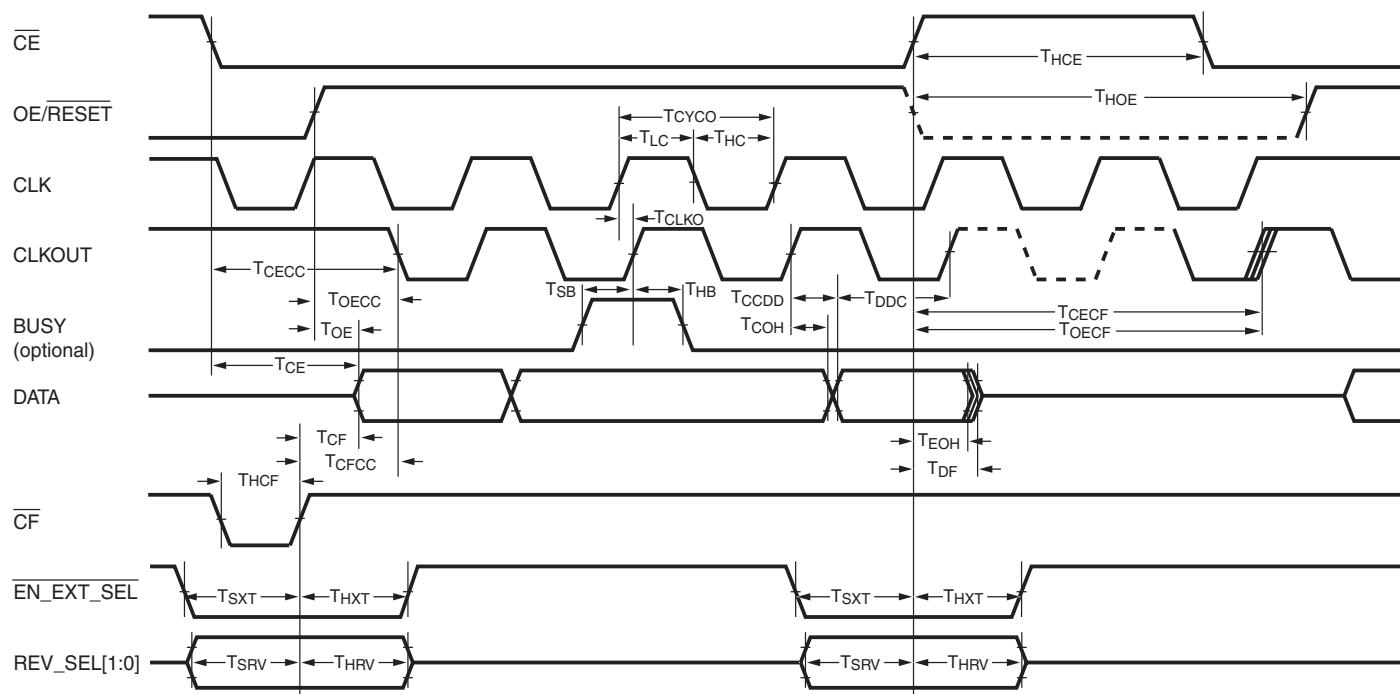 CE
THCE
OE/RESET
THOE
TCYCO
TLC
THC
CLK
TCLKO
CLKOUT
TCECC
TSB
THB
TCCDD
TDDC
TOECC
TCECF
BUSY
(optional)
TOE
TCOH
TOECF
TCE
DATA
TCF
TEOH
TCFCC
TDF
THCF
CF
EN_EXT_SEL
TSXT
THXT
TSXT
THXT
REV_SEL[1:0]
TSRV
THRV
TSRV
THRV